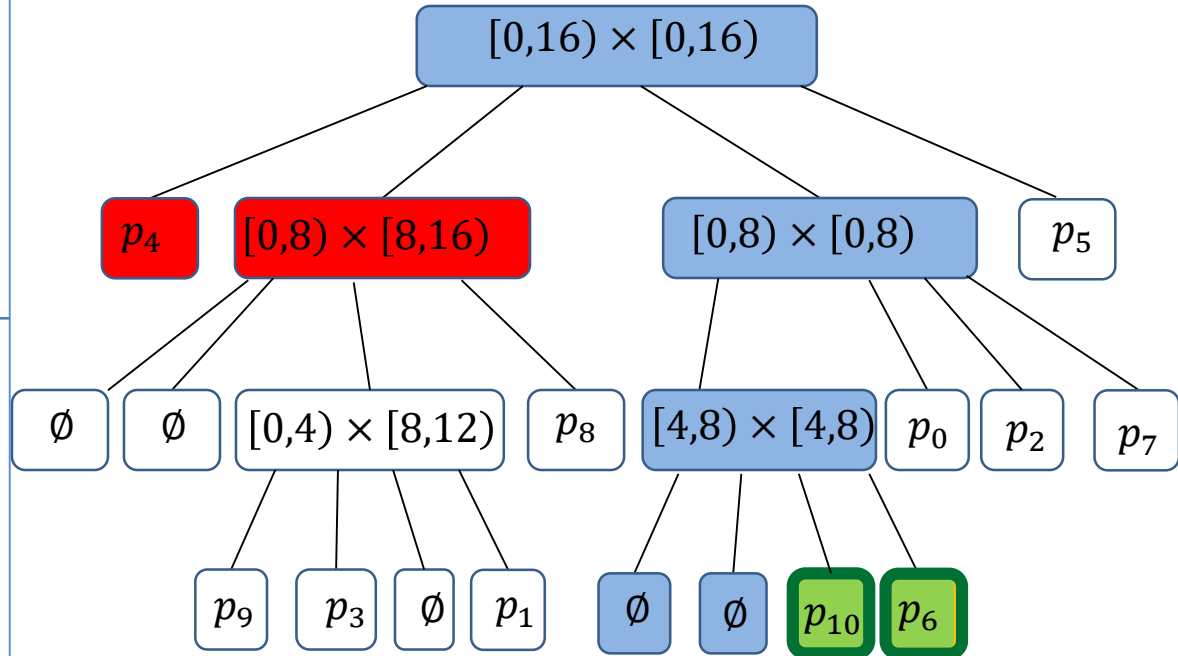 [0,16) × [0,16)
p₄ [0,8) × [8,16) [0,8) × [0,8) p₅
∅ ∅ [0,4) × [8,12) p₈ [4,8) × [4,8) p₀ p₂ p₇
p₉ p₃ ∅ p₁ ∅ ∅ p₁₀ p₆